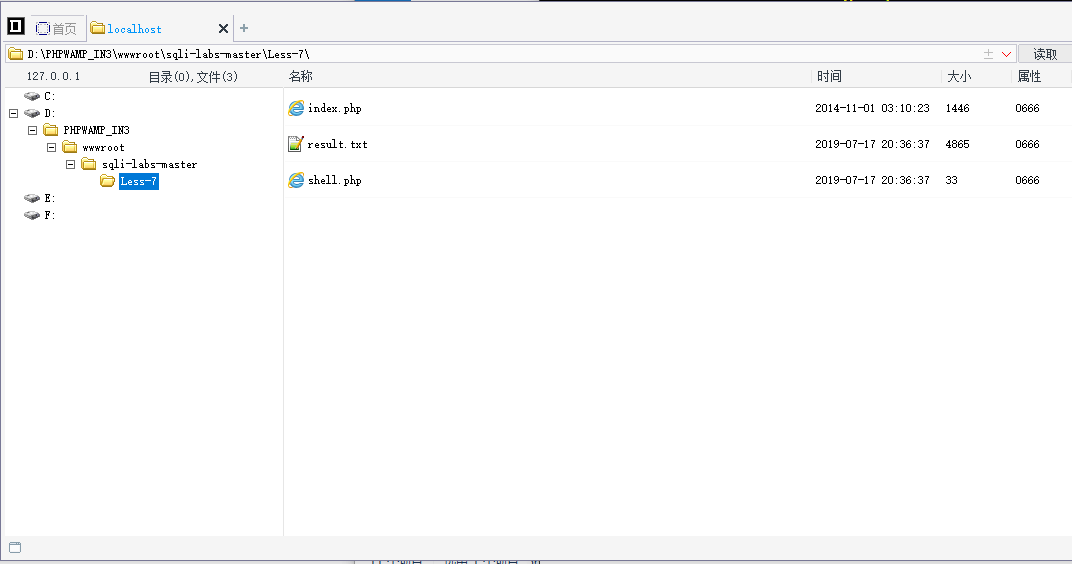 首页 localhost
D:\PHPWAMP_IN3\wwwroot\sqli-labs-master\Less-7\ 读取
127.0.0.1 目录(0),文件(3) 名称 时间 大小 属性
C:
D:
PHPWAMP_IN3
wwwroot
sqli-labs-master
Less-7
E:
F:
index.php 2014-11-01 03:10:23 1446 0666
result.txt 2019-07-17 20:36:37 4865 0666
shell.php 2019-07-17 20:36:37 33 0666